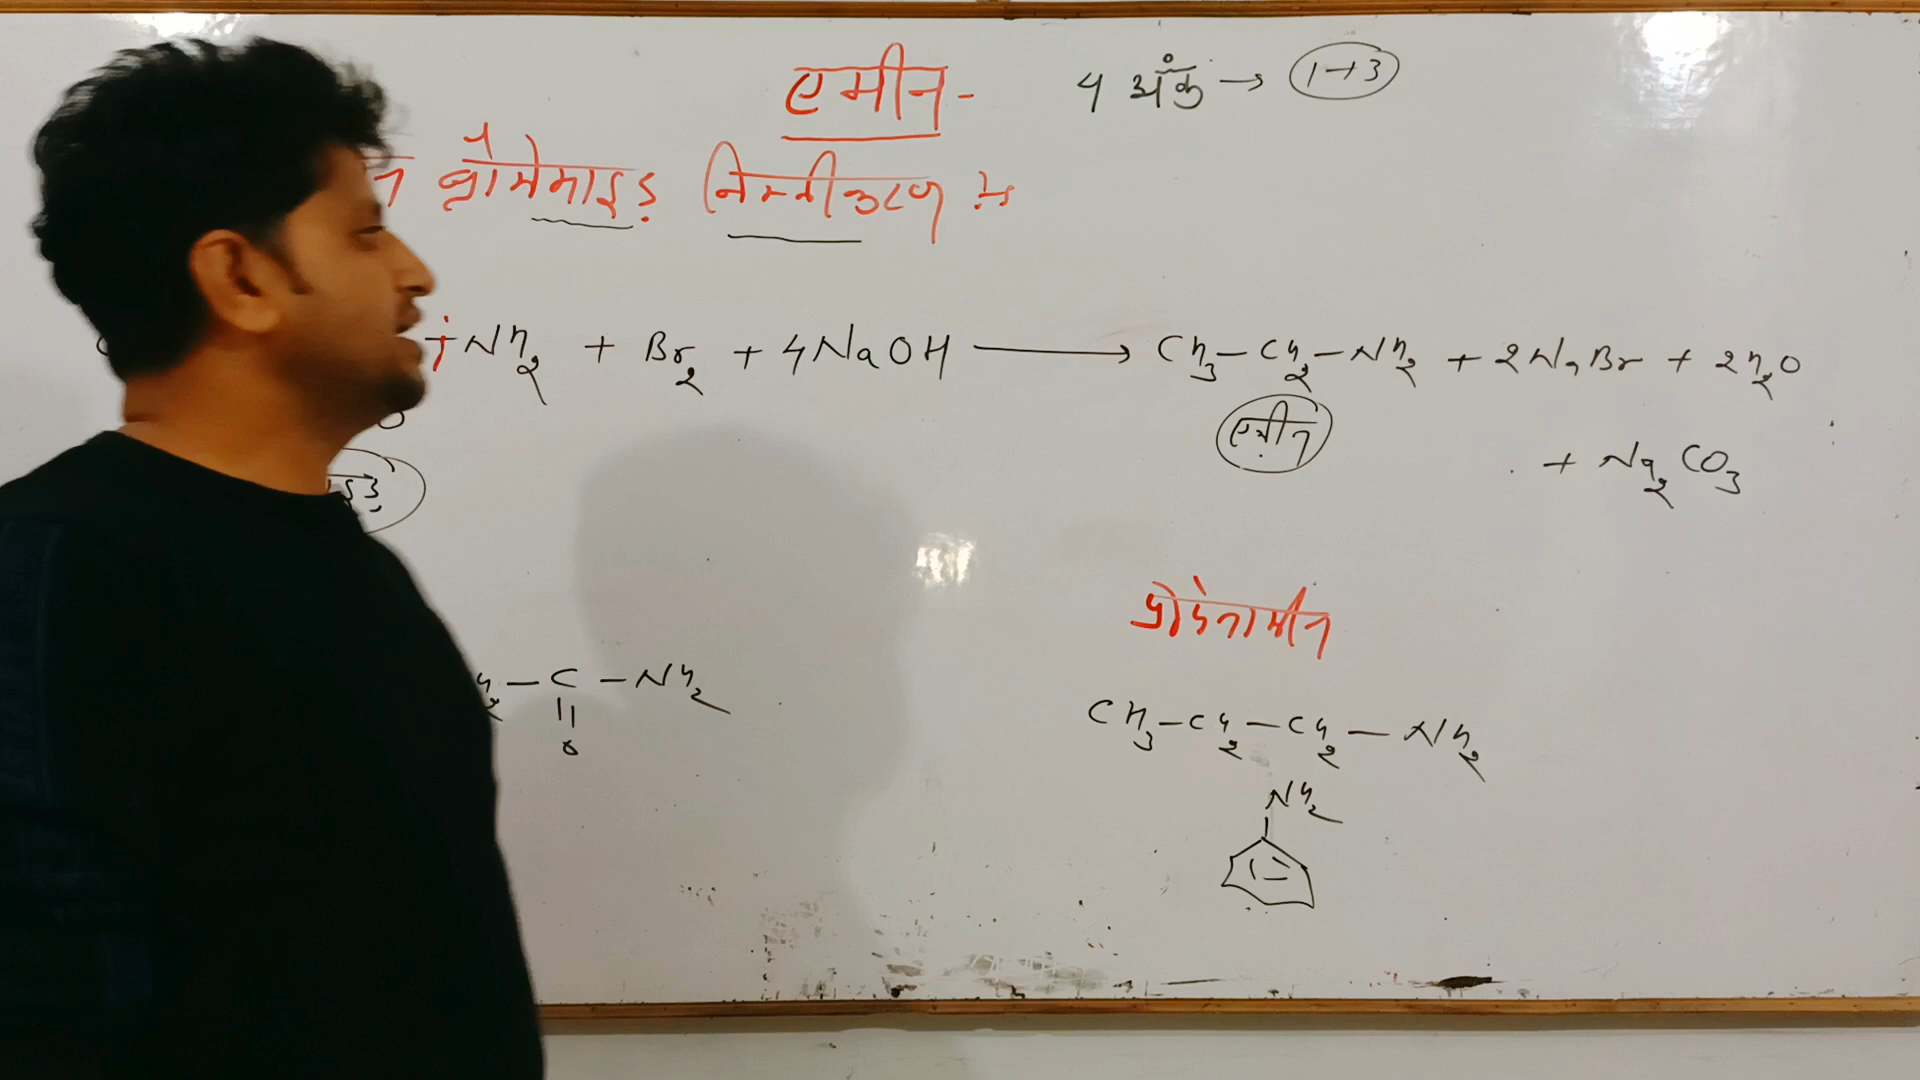 एमीन -
4 अंक → 1→3
ब्रोमेमाइड निम्नीकरण से
NH₂ + Br₂ + 4NaOH → CH₃–CH₂–NH₂ + 2NaBr + 2H₂O
O
एमीन
+ Na₂CO₃
प्रोपेनामीन
H₂ – C – NH₂
||
O
CH₃–CH₂–CH₂–NH₂
NH₂